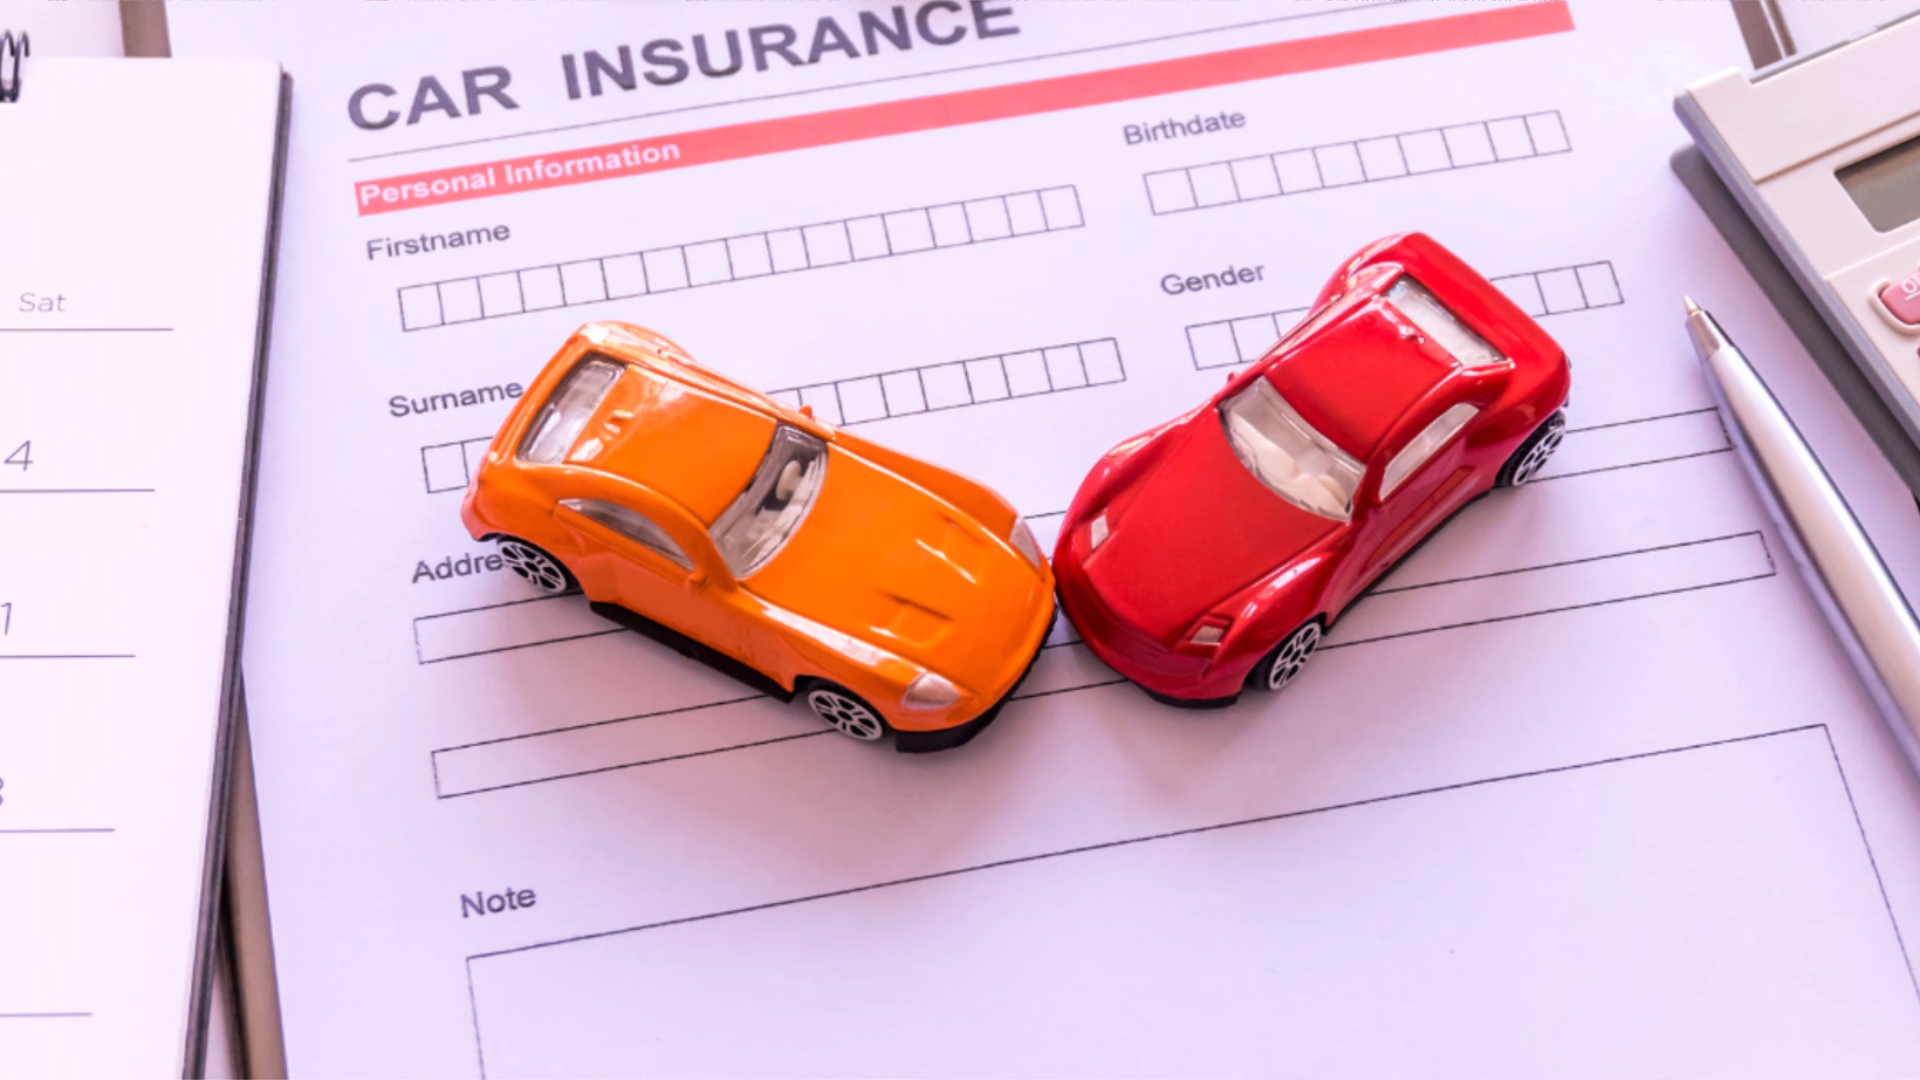 CAR INSURANCE
Personal Information
Firstname
Birthdate
Surname
Gender
Addre
Note
Sat
4
1